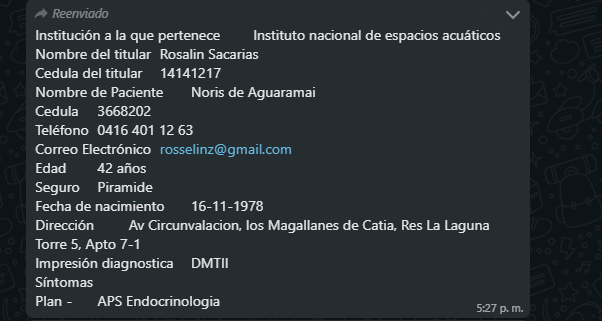 Reenviado
Institución a la que pertenece Instituto nacional de espacios acuáticos
Nombre del titular Rosalin Sacarias
Cedula del titular 14141217
Nombre de Paciente Noris de Aguaramai
Cedula 3668202
Teléfono 0416 401 12 63
Correo Electrónico rosselinz@gmail.com
Edad 42 años
Seguro Piramide
Fecha de nacimiento 16-11-1978
Dirección Av Circunvalacion, los Magallanes de Catia, Res La Laguna
Torre 5, Apto 7-1
Impresión diagnostica DMTII
Síntomas
Plan - APS Endocrinologia
5:27 p. m.